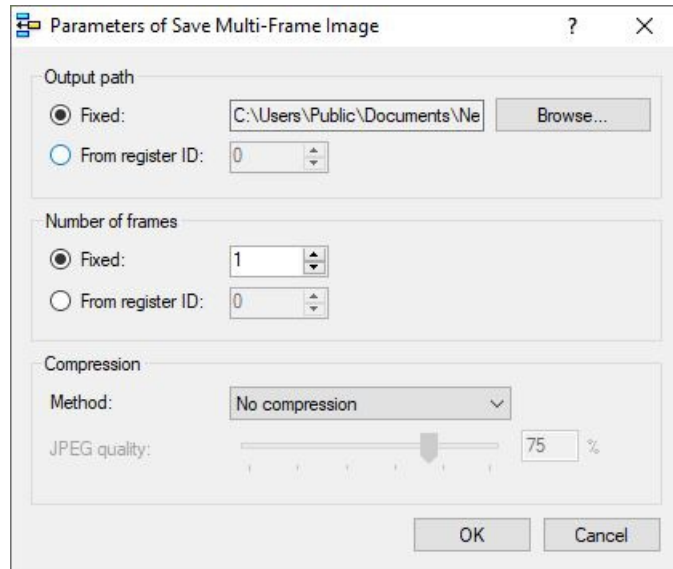 Parameters of Save Multi-Frame Image ?
Output path
Fixed: C:\Users\Public\Documents\Ne Browse...
From register ID: 0
Number of frames
Fixed: 1
From register ID: 0
Compression
Method: No compression
JPEG quality: 75 %
OK Cancel